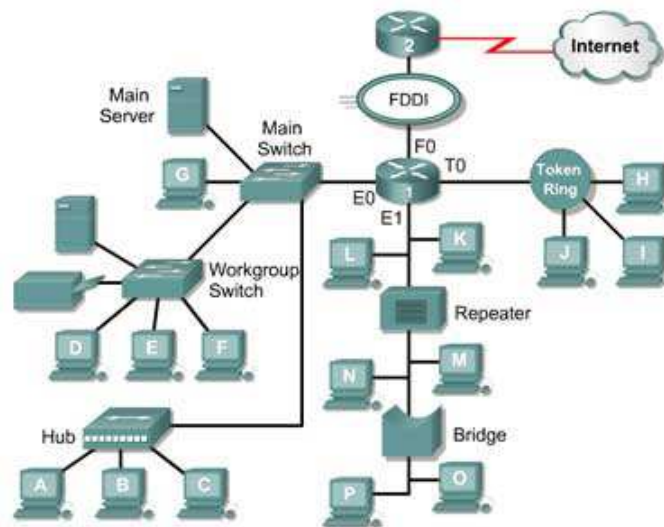 2
Internet
FDDI
Main
Server
Main
Switch
F0
G
E0
1
T0
Token
Ring
H
E1
K
L
J
I
Workgroup
Switch
Repeater
D
E
F
M
N
Hub
Bridge
A
B
C
P
O